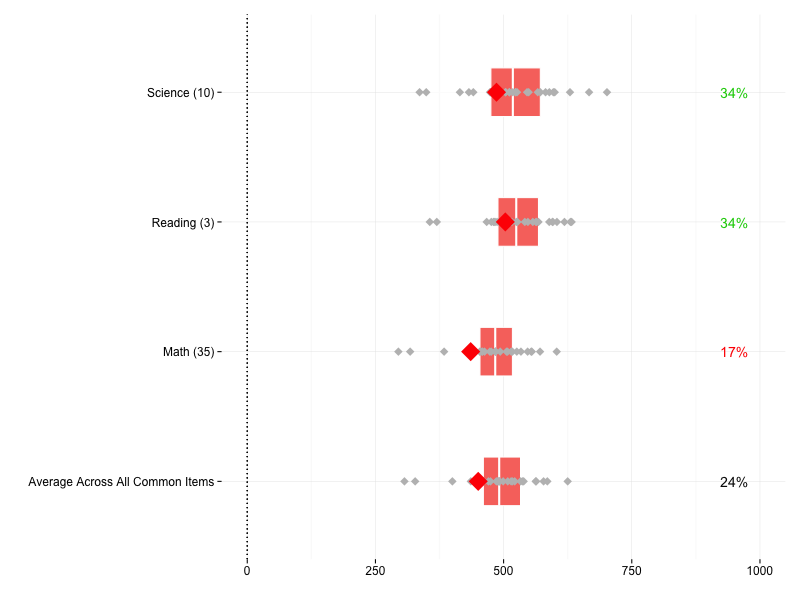 Science (10) 34%
Reading (3) 34%
Math (35) 17%
Average Across All Common Items 24%
0 250 500 750 1000